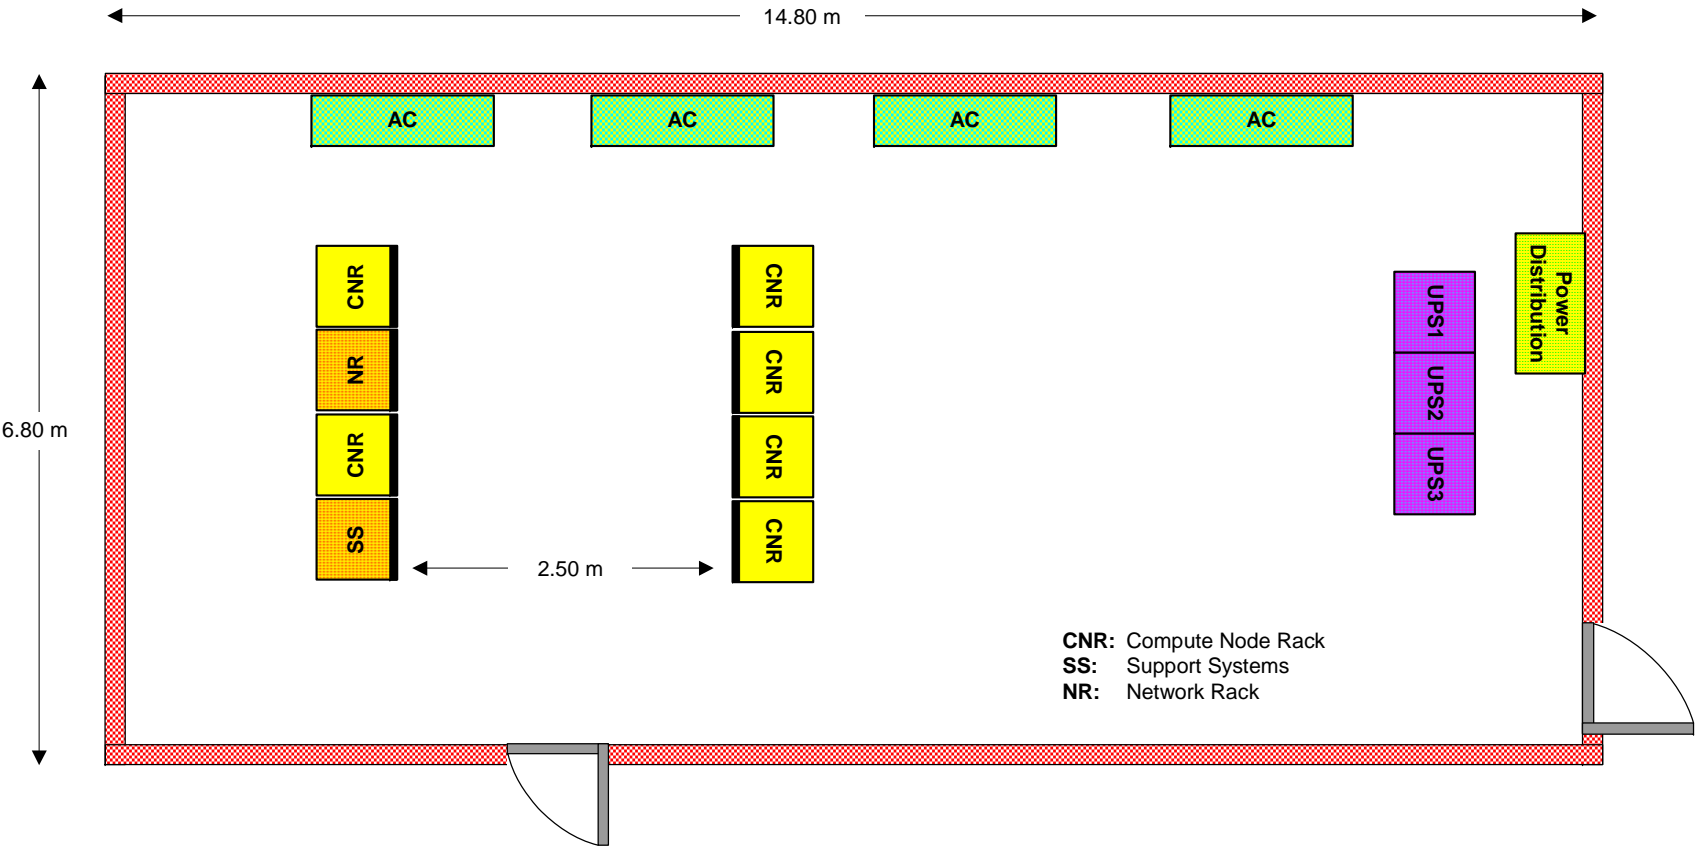 14.80 m
AC
AC
AC
AC
CNR
CNR
Power
Distribution
UPS1
NR
CNR
UPS2
6.80 m
CNR
CNR
UPS3
SS
CNR
2.50 m
CNR: Compute Node Rack
SS: Support Systems
NR: Network Rack